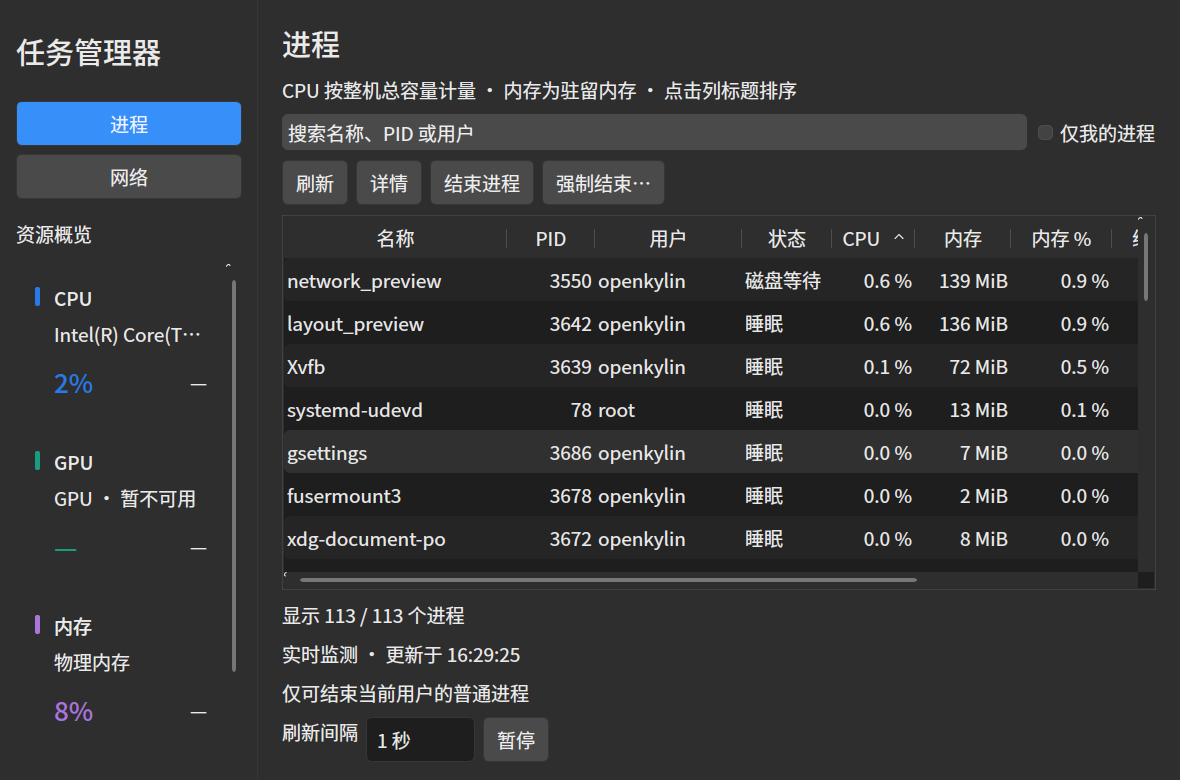 任务管理器
进程
网络
资源概览
CPU
Intel(R) Core(T…
2% —
GPU
GPU • 暂不可用
— —
内存
物理内存
8% —
进程
CPU 按整机总容量计量 • 内存为驻留内存 • 点击列标题排序
搜索名称、PID 或用户 仅我的进程
刷新 详情 结束进程 强制结束…
名称 PID 用户 状态 CPU 内存 内存 %
network_preview 3550 openkylin 磁盘等待 0.6 % 139 MiB 0.9 %
layout_preview 3642 openkylin 睡眠 0.6 % 136 MiB 0.9 %
Xvfb 3639 openkylin 睡眠 0.1 % 72 MiB 0.5 %
systemd-udevd 78 root 睡眠 0.0 % 13 MiB 0.1 %
gsettings 3686 openkylin 睡眠 0.0 % 7 MiB 0.0 %
fusermount3 3678 openkylin 睡眠 0.0 % 2 MiB 0.0 %
xdg-document-po 3672 openkylin 睡眠 0.0 % 8 MiB 0.0 %
显示 113 / 113 个进程
实时监测 • 更新于 16:29:25
仅可结束当前用户的普通进程
刷新间隔 1 秒 暂停